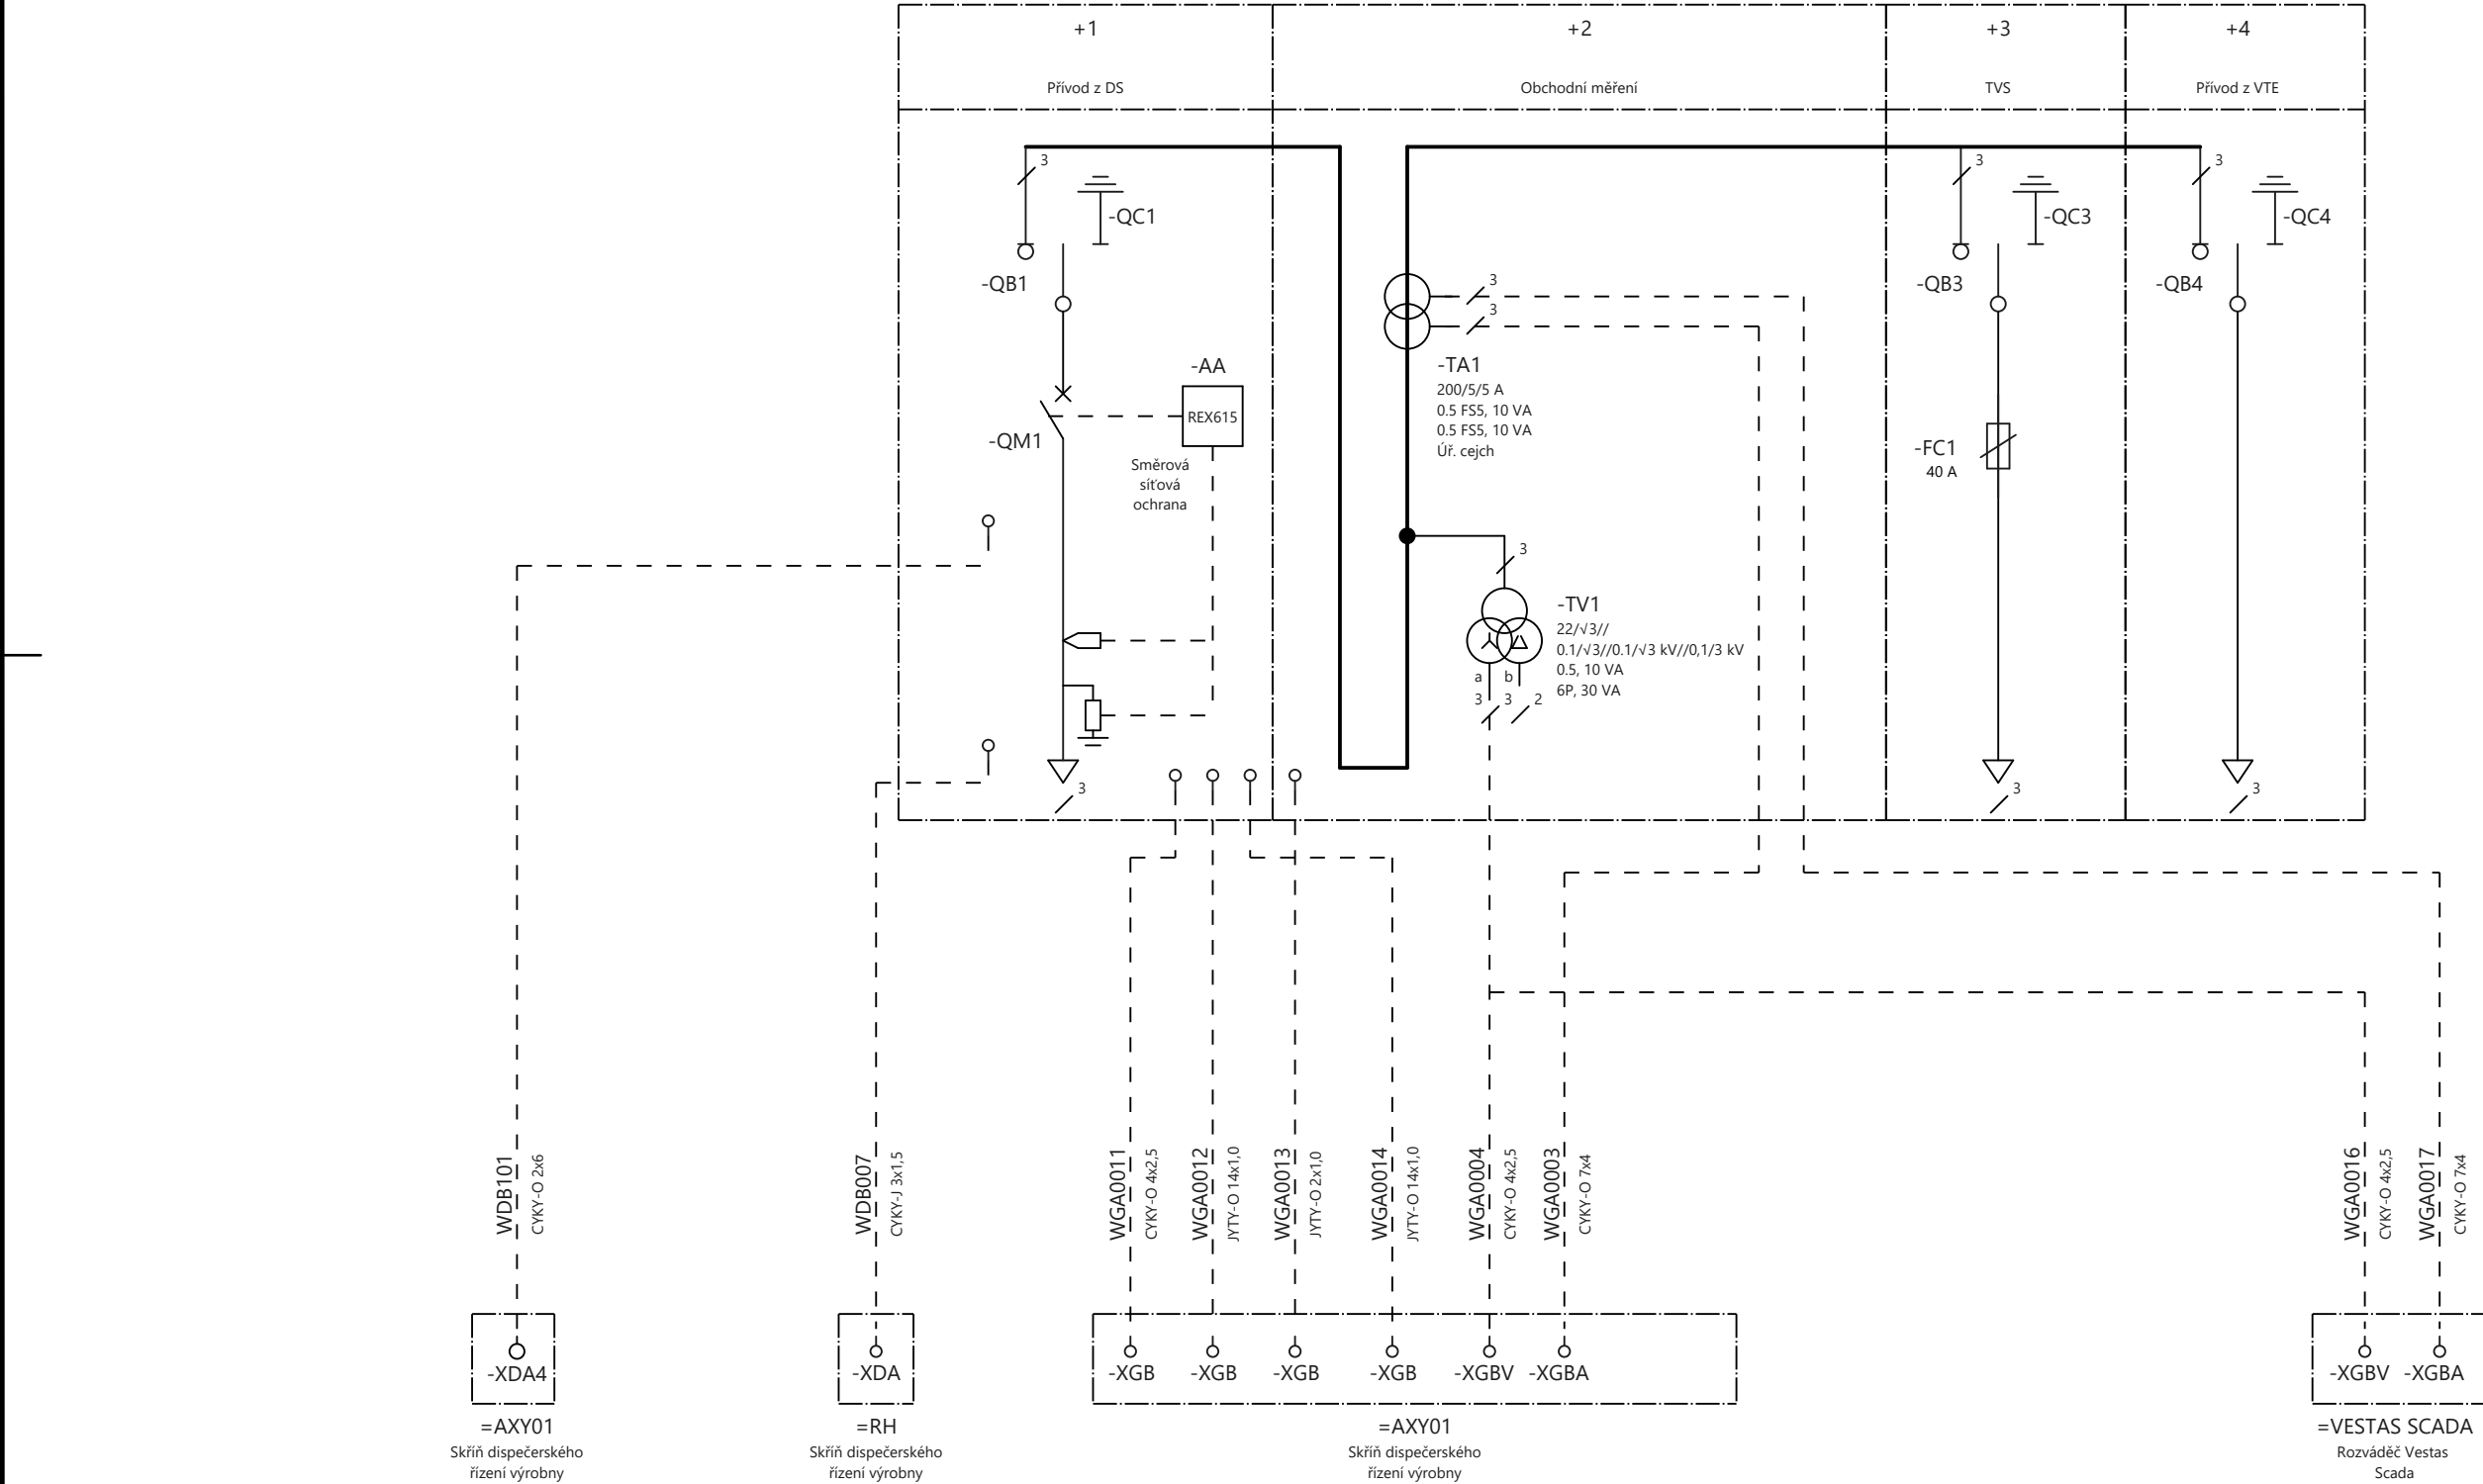 +1
+2
+3
+4
Přívod z DS
Obchodní měření
TVS
Přívod z VTE
3
3
3
-QC1
-QC3
-QC4
-QB1
3
-QB3
-QB4
3
-AA
-TA1
200/5/5 A
REX615
0.5 FS5, 10 VA
0.5 FS5, 10 VA
-QM1
Úř. cejch
-FC1
40 A
Směrová
síťová
ochrana
3
-TV1
22/√3//
0.1/√3//0.1/√3 kV//0,1/3 kV
0.5, 10 VA
a b
6P, 30 VA
3 3 2
3
3
3
WDB101
CYKY-O 2x6
WDB007
CYKY-J 3x1,5
WGA0011
CYKY-O 4x2,5
WGA0012
JYTY-O 14x1,0
WGA0013
JYTY-O 2x1,0
WGA0014
JYTY-O 14x1,0
WGA0004
CYKY-O 4x2,5
WGA0003
CYKY-O 7x4
WGA0016
CYKY-O 4x2,5
WGA0017
CYKY-O 7x4
-XDA4
-XDA
-XGB
-XGB
-XGB
-XGB
-XGBV
-XGBA
-XGBV
-XGBA
=AXY01
Skříň dispečerského
řízení výrobny
=RH
Skříň dispečerského
řízení výrobny
=AXY01
Skříň dispečerského
řízení výrobny
=VESTAS SCADA
Rozváděč Vestas
Scada